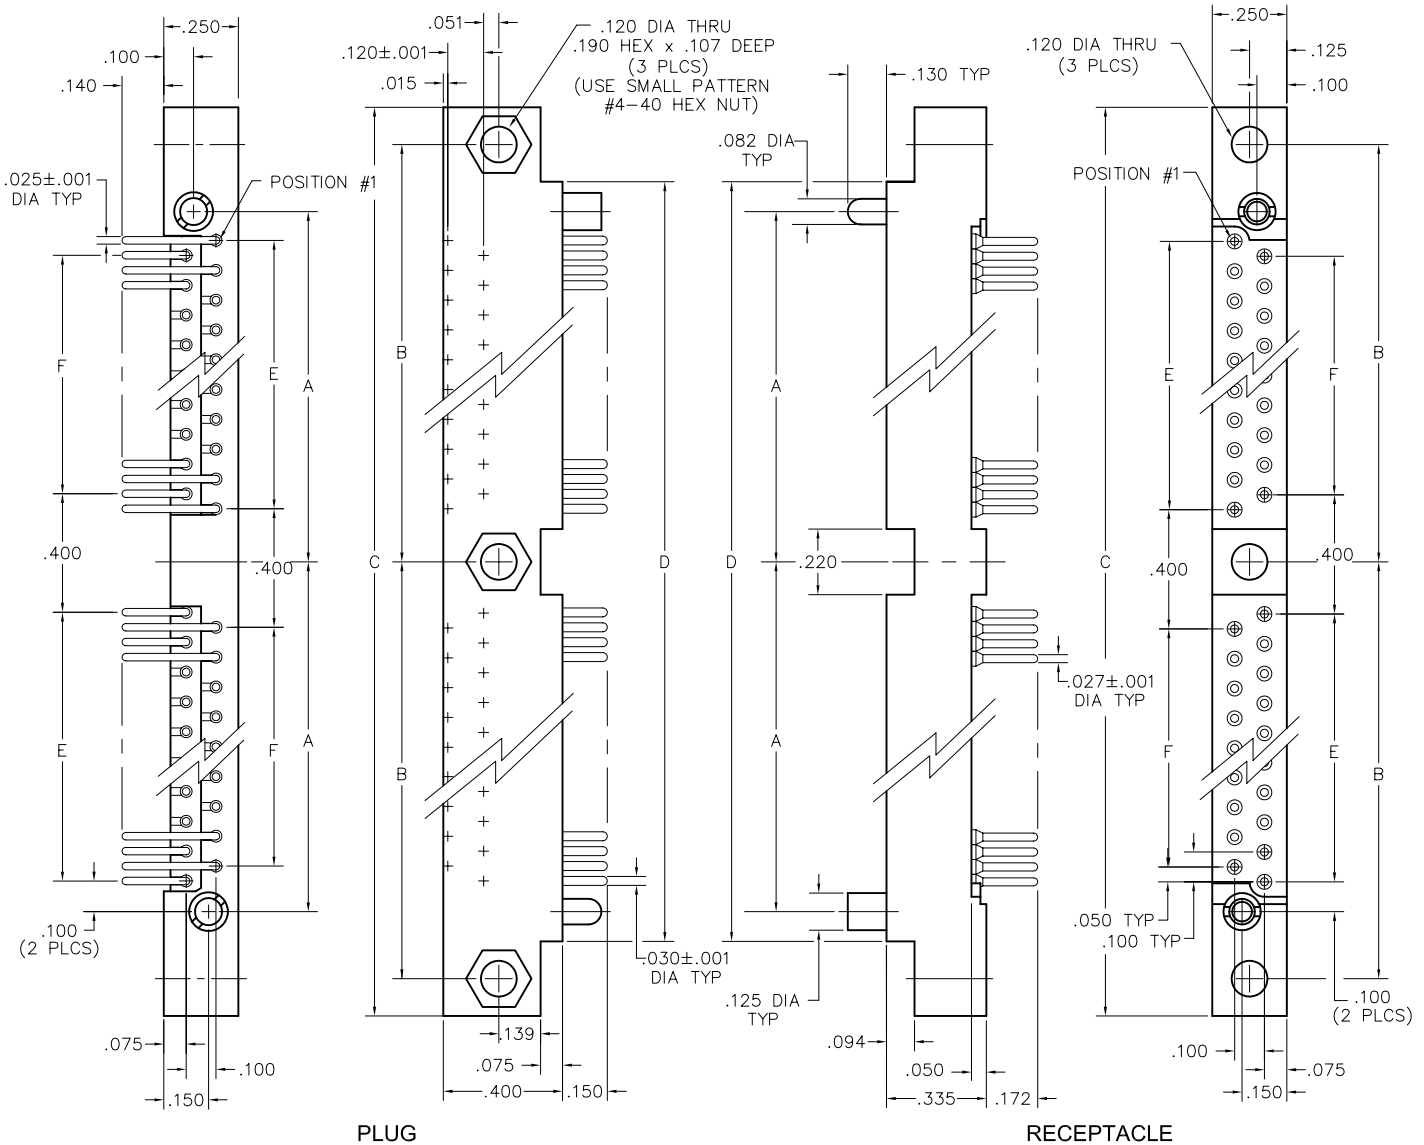 .250
.100
.140
.025±.001
DIA TYP
POSITION #1
F
E
A
.400
.400
E
F
A
.100
(2 PLCS)
.075
.100
.150
.051
.120±.001
.015
.120 DIA THRU
.190 HEX x .107 DEEP
(3 PLCS)
(USE SMALL PATTERN
#4-40 HEX NUT)
B
C
D
B
.030±.001
DIA TYP
.139
.075
.400
.150
PLUG
.130 TYP
.082 DIA
TYP
A
D
.220
A
.027±.001
DIA TYP
.125 DIA
TYP
.094
.050
.335
.172
C
.250
.125
.100
.120 DIA THRU
(3 PLCS)
POSITION #1
E
F
B
.400
.400
F
E
B
.050 TYP
.100 TYP
.100
(2 PLCS)
.100
.075
.150
RECEPTACLE